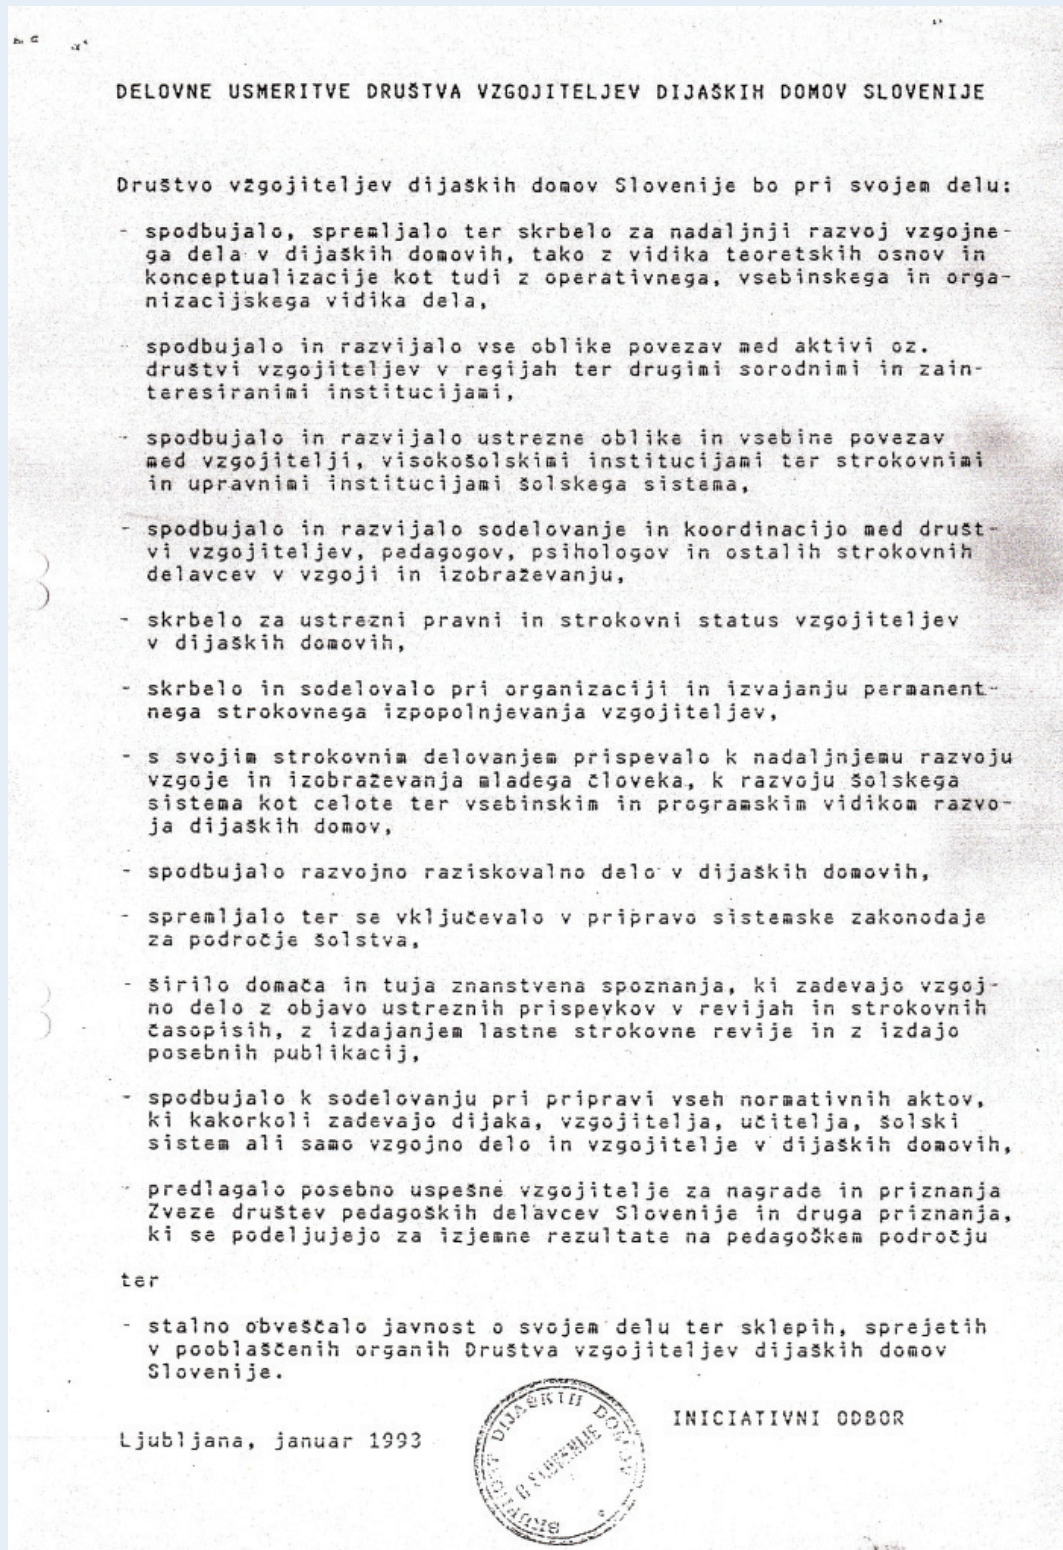 DELOVNE USMERITVE DRUŠTVA VZGOJITELJEV DIJAŠKIH DOMOV SLOVENIJE
Društvo vzgojiteljev dijaških domov Slovenije bo pri svojem delu:
- spodbujalo, spremljalo ter skrbelo za nadaljnji razvoj vzgojne-
ga dela v dijaških domovih, tako z vidika teoretskih osnov in
konceptualizacije kot tudi z operativnega, vsebinskega in orga-
nizacijskega vidika dela,
- spodbujalo in razvijalo vse oblike povezav med aktivi oz.
društvi vzgojiteljev v regijah ter drugimi sorodnimi in zain-
teresiranimi institucijami,
- spodbujalo in razvijalo ustrezne oblike in vsebine povezav
med vzgojitelji, visokošolskimi institucijami ter strokovnimi
in upravnimi institucijami šolskega sistema,
- spodbujalo in razvijalo sodelovanje in koordinacijo med društ-
vi vzgojiteljev, pedagogov, psihologov in ostalih strokovnih
delavcev v vzgoji in izobraževanju,
- skrbelo za ustrezni pravni in strokovni status vzgojiteljev
v dijaških domovih,
- skrbelo in sodelovalo pri organizaciji in izvajanju permanent-
nega strokovnega izpopolnjevanja vzgojiteljev,
- s svojim strokovnim delovanjem prispevalo k nadaljnjemu razvoju
vzgoje in izobraževanja mladega človeka, k razvoju šolskega
sistema kot celote ter vsebinskim in programskim vidikom razvo-
ja dijaških domov,
- spodbujalo razvojno raziskovalno delo v dijaških domovih,
- spremljalo ter se vključevalo v pripravo sistemske zakonodaje
za področje šolstva,
- širilo domača in tuja znanstvena spoznanja, ki zadevajo vzgoj-
no delo z objavo ustreznih prispevkov v revijah in strokovnih
časopisih, z izdajanjem lastne strokovne revije in z izdajo
posebnih publikacij,
- spodbujalo k sodelovanju pri pripravi vseh normativnih aktov,
ki kakorkoli zadevajo dijaka, vzgojitelja, učitelja, šolski
sistem ali samo vzgojno delo in vzgojitelje v dijaških domovih,
- predlagalo posebno uspešne vzgojitelje za nagrade in priznanja
Zveze društev pedagoških delavcev Slovenije in druga priznanja,
ki se podeljujejo za izjemne rezultate na pedagoškem področju
ter
- stalno obveščalo javnost o svojem delu ter sklepih, sprejetih
v pooblaščenih organih Društva vzgojiteljev dijaških domov
Slovenije.
INICIATIVNI ODBOR
Ljubljana, januar 1993
SKUPNOST DIJAŠKIH DOMOV
SLOVENIJE